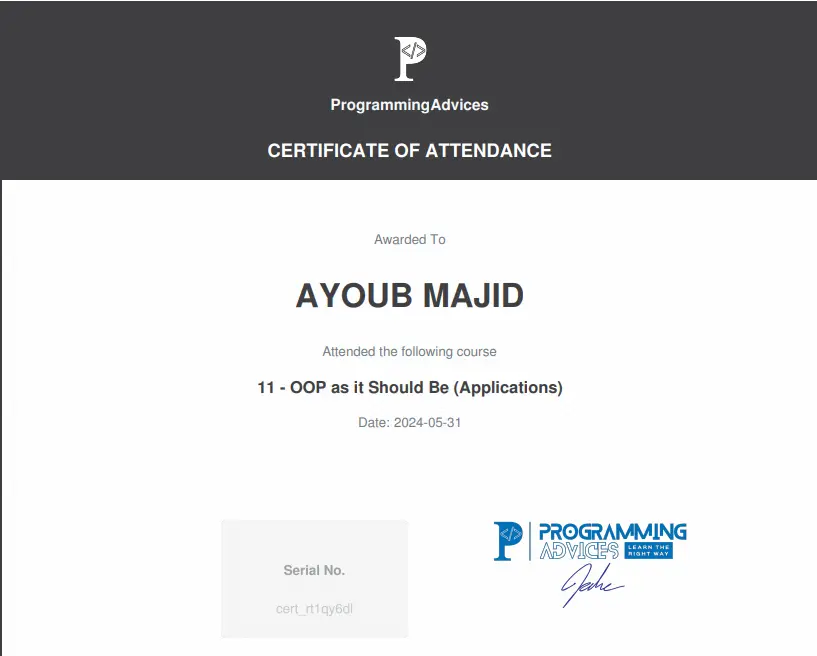 ProgrammingAdvices
CERTIFICATE OF ATTENDANCE
Awarded To
AYOUB MAJID
Attended the following course
11 - OOP as it Should Be (Applications)
Date: 2024-05-31
Serial No.
cert_rt1qy6dl
PROGRAMMING
ADVICES
LEARN THE
RIGHT WAY